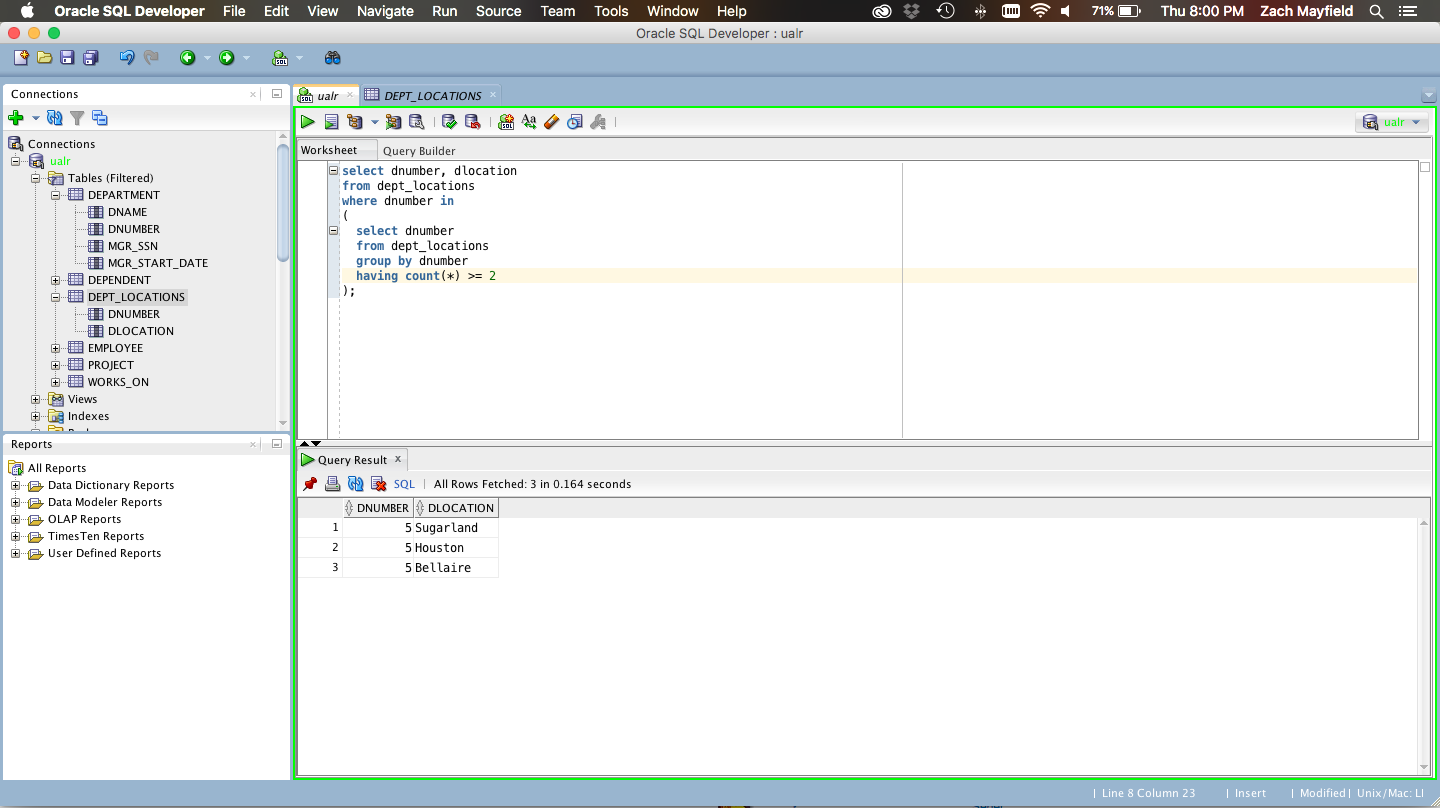 Oracle SQL Developer File Edit View Navigate Run Source Team Tools Window Help 71% Thu 8:00 PM Zach Mayfield
Oracle SQL Developer : ualr
Connections
Connections
ualr
Tables (Filtered)
DEPARTMENT
DNAME
DNUMBER
MGR_SSN
MGR_START_DATE
DEPENDENT
DEPT_LOCATIONS
DNUMBER
DLOCATION
EMPLOYEE
PROJECT
WORKS_ON
Views
Indexes
Reports
All Reports
Data Dictionary Reports
Data Modeler Reports
OLAP Reports
TimesTen Reports
User Defined Reports
ualr DEPT_LOCATIONS
ualr
Worksheet Query Builder
select dnumber, dlocation
from dept_locations
where dnumber in
(
select dnumber
from dept_locations
group by dnumber
having count(*) >= 2
);
Query Result
SQL | All Rows Fetched: 3 in 0.164 seconds
DNUMBER DLOCATION
1 5 Sugarland
2 5 Houston
3 5 Bellaire
| Line 8 Column 23 | Insert | Modified | Unix/Mac: LI